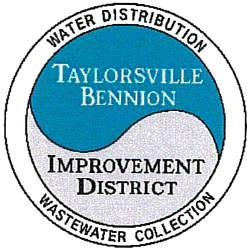 WATER DISTRIBUTION
TAYLORSVILLE
BENNION
IMPROVEMENT
DISTRICT
WASTEWATER COLLECTION